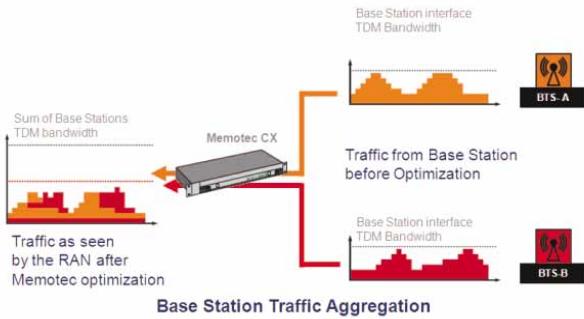 Base Station interface
TDM Bandwidth
BTS- A
Sum of Base Stations
TDM bandwidth
Memotec CX
Traffic from Base Station
before Optimization
Base Station interface
TDM Bandwidth
BTS-B
Traffic as seen
by the RAN after
Memotec optimization
Base Station Traffic Aggregation